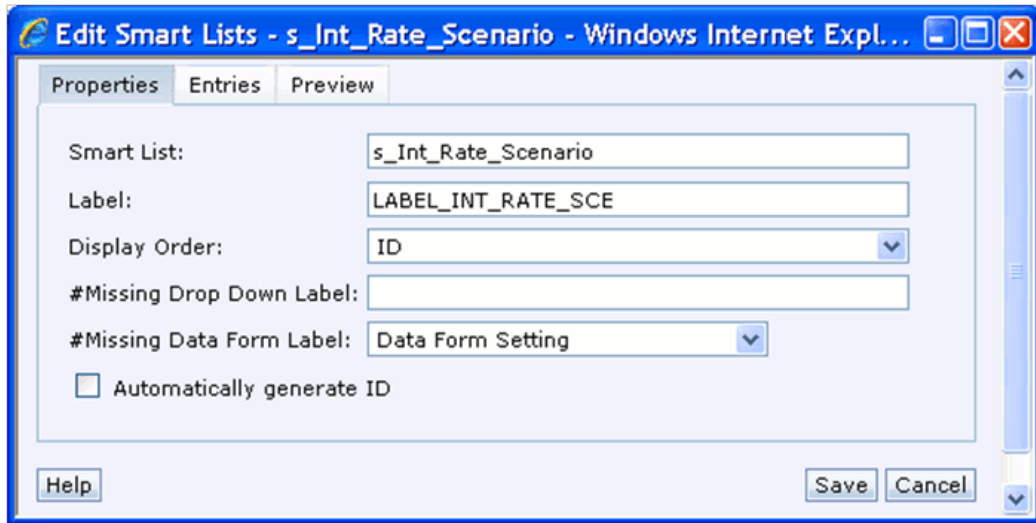 Edit Smart Lists - s_Int_Rate_Scenario - Windows Internet Expl...
Properties Entries Preview
Smart List: s_Int_Rate_Scenario
Label: LABEL_INT_RATE_SCE
Display Order: ID
#Missing Drop Down Label:
#Missing Data Form Label: Data Form Setting
Automatically generate ID
Help Save Cancel